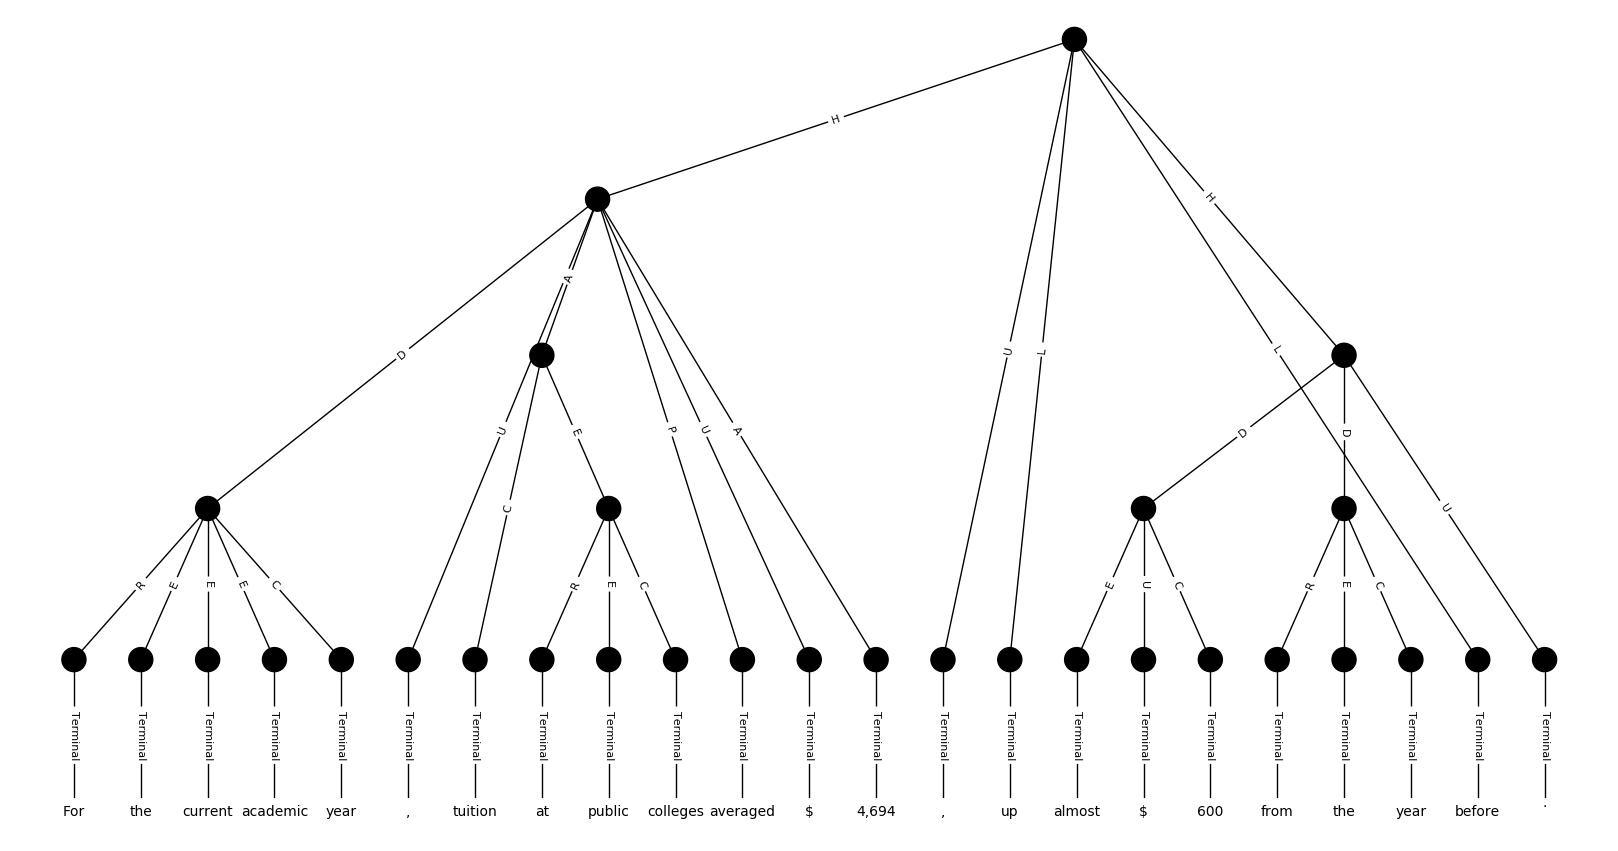 H
H
A
D
U
L
L
D
D
U
A
P
U
E
C
U
R
E
E
E
C
R
E
C
E
U
C
R
E
C
Terminal Terminal Terminal Terminal Terminal Terminal Terminal Terminal Terminal Terminal Terminal Terminal Terminal Terminal Terminal Terminal Terminal Terminal Terminal Terminal Terminal Terminal Terminal
For the current academic year , tuition at public colleges averaged $ 4,694 , up almost $ 600 from the year before .